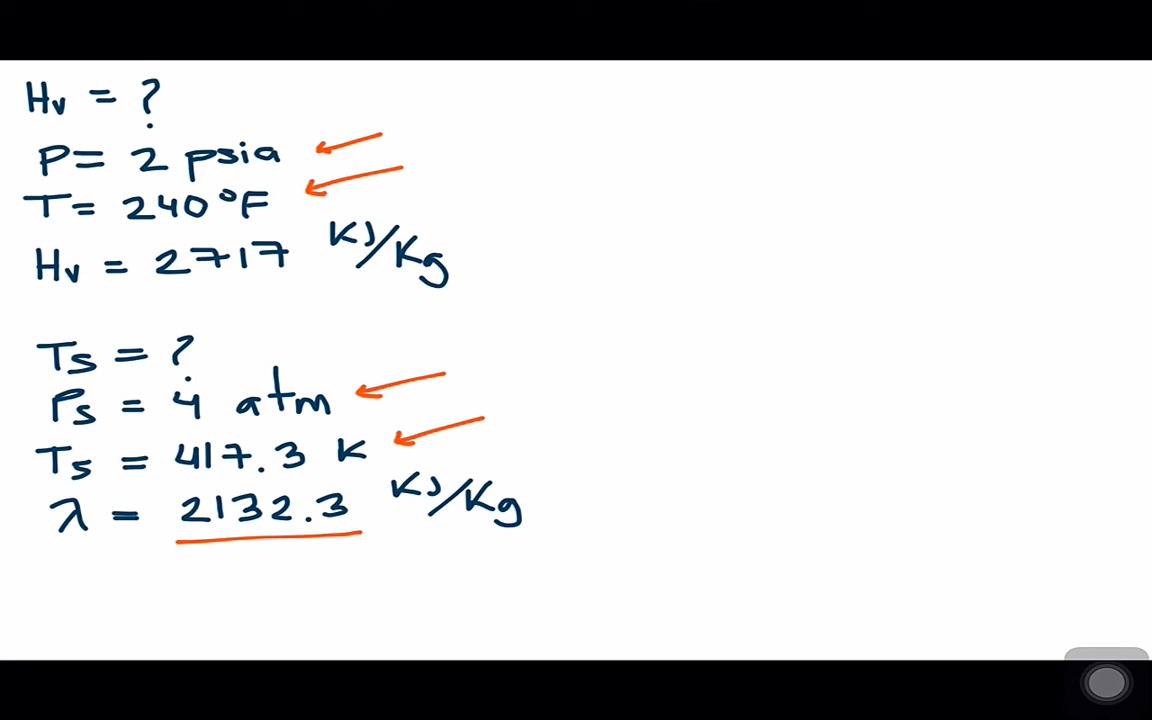 Hv = ?
P = 2 psia
T = 240 °F
Hv = 2717 KJ/Kg
Ts = ?
Ps = 4 atm
Ts = 417.3 K
λ = 2132.3 KJ/Kg